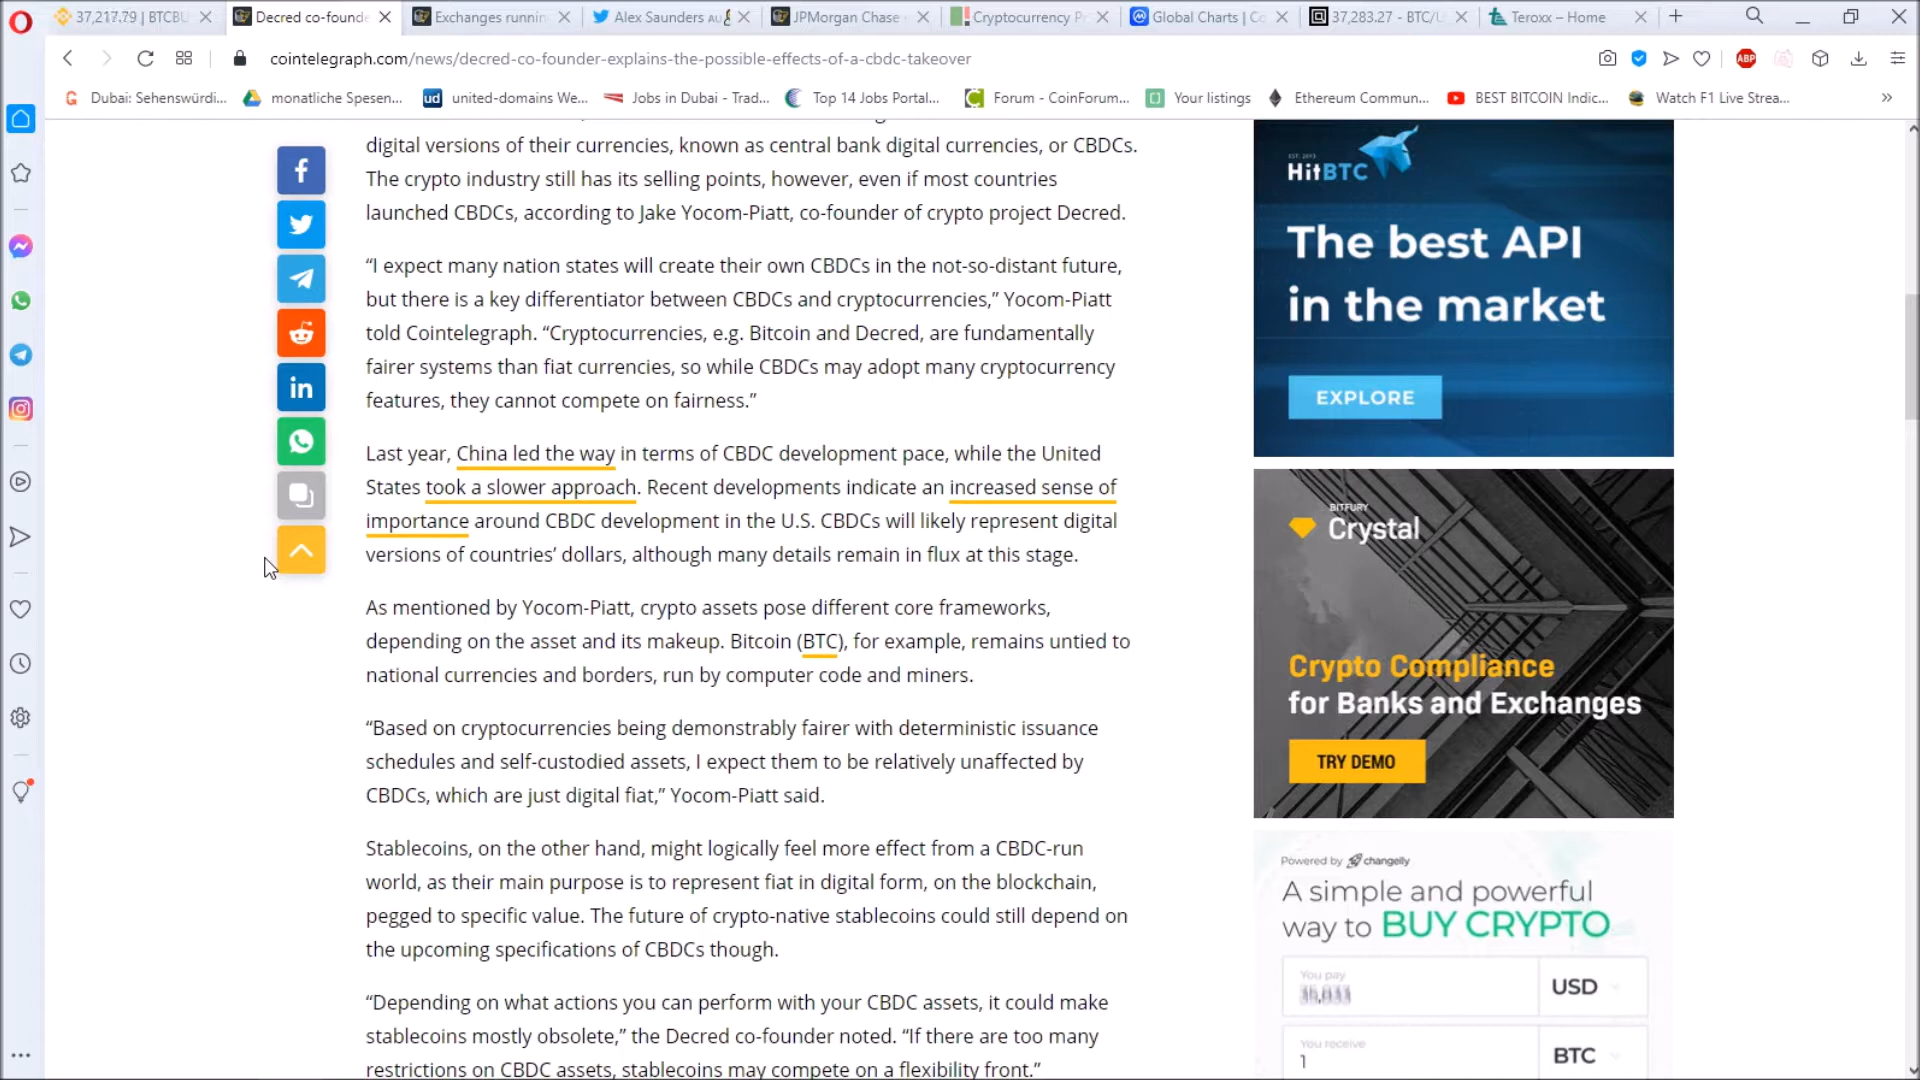 37,217.79 | BTCBU
Decred co-founde
Exchanges runnin
Alex Saunders AU
JPMorgan Chase
Cryptocurrency P
Global Charts | Co
37,283.27 - BTC/U
Teroxx – Home
cointelegraph.com/news/decred-co-founder-explains-the-possible-effects-of-a-cbdc-takeover
ABP
Dubai: Sehenswürdi...
monatliche Spesen...
ud united-domains We...
Jobs in Dubai - Trad...
Top 14 Jobs Portal...
Forum - CoinForum...
Your listings
Ethereum Commun...
BEST BITCOIN Indic...
Watch F1 Live Strea...
digital versions of their currencies, known as central bank digital currencies, or CBDCs.
The crypto industry still has its selling points, however, even if most countries
launched CBDCs, according to Jake Yocom-Piatt, co-founder of crypto project Decred.
“I expect many nation states will create their own CBDCs in the not-so-distant future,
but there is a key differentiator between CBDCs and cryptocurrencies,” Yocom-Piatt
told Cointelegraph. “Cryptocurrencies, e.g. Bitcoin and Decred, are fundamentally
fairer systems than fiat currencies, so while CBDCs may adopt many cryptocurrency
features, they cannot compete on fairness.”
Last year, China led the way in terms of CBDC development pace, while the United
States took a slower approach. Recent developments indicate an increased sense of
importance around CBDC development in the U.S. CBDCs will likely represent digital
versions of countries’ dollars, although many details remain in flux at this stage.
As mentioned by Yocom-Piatt, crypto assets pose different core frameworks,
depending on the asset and its makeup. Bitcoin (BTC), for example, remains untied to
national currencies and borders, run by computer code and miners.
“Based on cryptocurrencies being demonstrably fairer with deterministic issuance
schedules and self-custodied assets, I expect them to be relatively unaffected by
CBDCs, which are just digital fiat,” Yocom-Piatt said.
Stablecoins, on the other hand, might logically feel more effect from a CBDC-run
world, as their main purpose is to represent fiat in digital form, on the blockchain,
pegged to specific value. The future of crypto-native stablecoins could still depend on
the upcoming specifications of CBDCs though.
“Depending on what actions you can perform with your CBDC assets, it could make
stablecoins mostly obsolete,” the Decred co-founder noted. “If there are too many
restrictions on CBDC assets, stablecoins may compete on a flexibility front.”
EST. 2013
HitBTC
The best API
in the market
EXPLORE
BITFURY
Crystal
Crypto Compliance
for Banks and Exchanges
TRY DEMO
Powered by changelly
A simple and powerful
way to BUY CRYPTO
You pay
USD
You receive
1
BTC